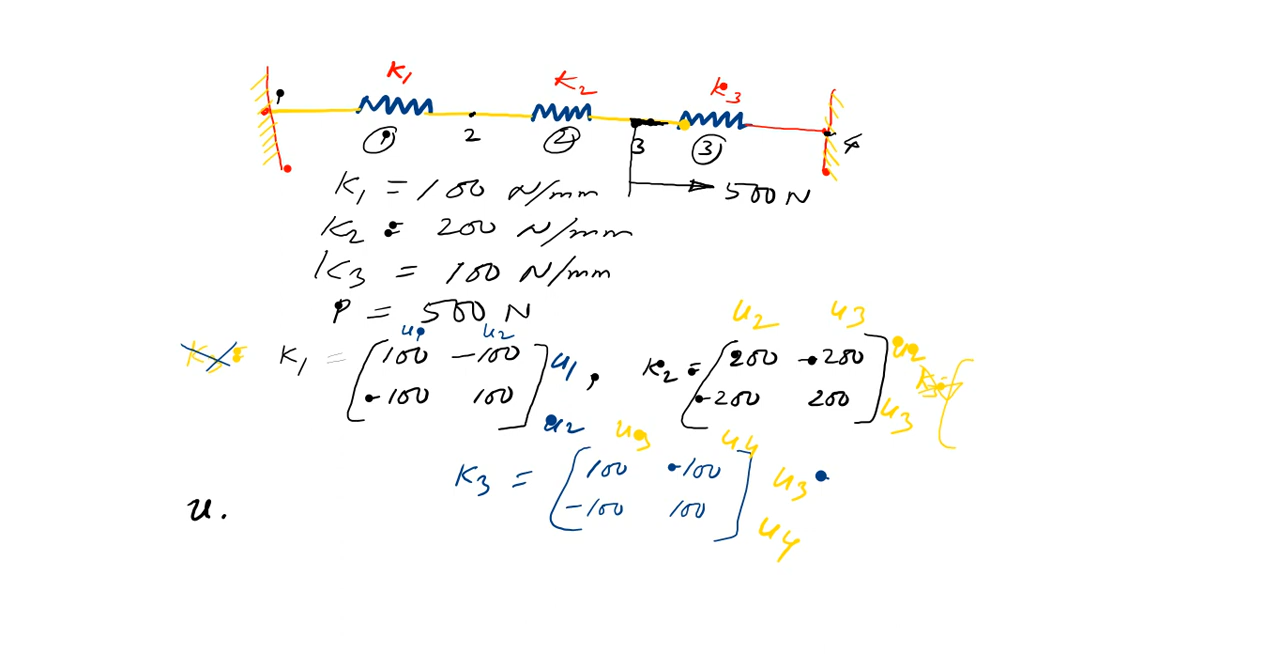 K1 K2 K3
1 2 3 4
① ② ③
K1 = 100 N/mm
500 N
K2 = 200 N/mm
K3 = 100 N/mm
P = 500 N
u1 u2
u2 u3
K1 = [100 -100] u1, K2 = [200 -200] u2
[-100 100] u2 [-200 200] u3
u3 u4
K3 = [100 -100] u3
[-100 100] u4
u.